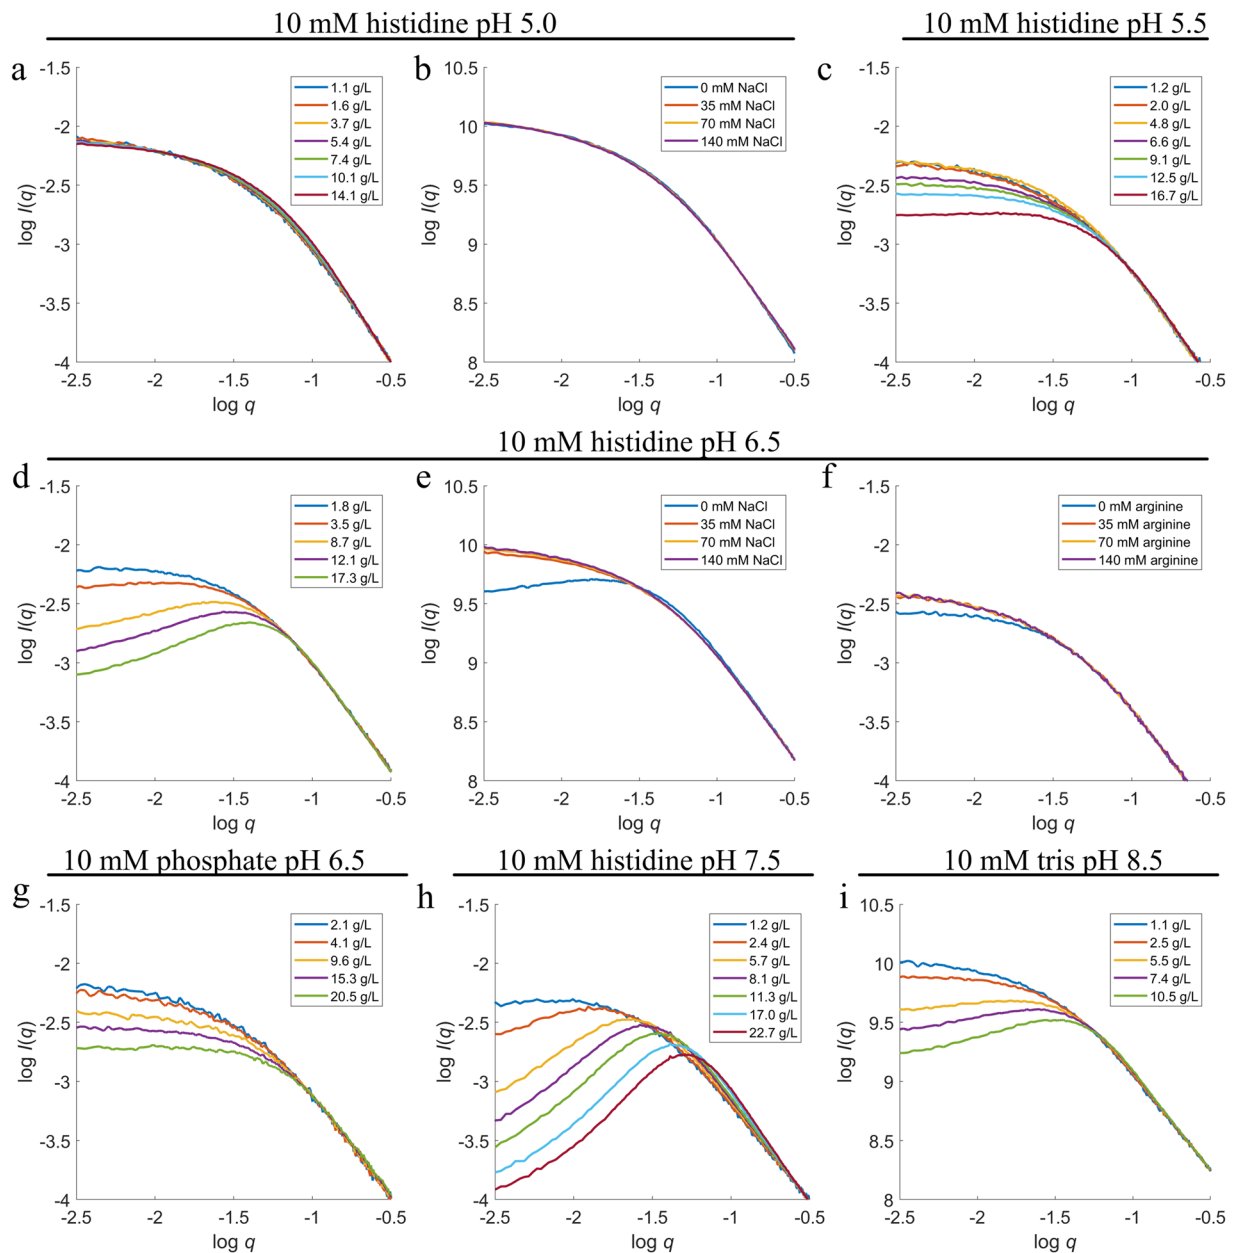 10 mM histidine pH 5.0
10 mM histidine pH 5.5
a
-1.5
-2
-2.5
-3
-3.5
-4
log I(q)
-2.5 -2 -1.5 -1 -0.5
log q
1.1 g/L
1.6 g/L
3.7 g/L
5.4 g/L
7.4 g/L
10.1 g/L
14.1 g/L
b
10.5
10
9.5
9
8.5
8
log I(q)
-2.5 -2 -1.5 -1 -0.5
log q
0 mM NaCl
35 mM NaCl
70 mM NaCl
140 mM NaCl
c
-1.5
-2
-2.5
-3
-3.5
-4
log I(q)
-2.5 -2 -1.5 -1 -0.5
log q
1.2 g/L
2.0 g/L
4.8 g/L
6.6 g/L
9.1 g/L
12.5 g/L
16.7 g/L
10 mM histidine pH 6.5
d
-1.5
-2
-2.5
-3
-3.5
-4
log I(q)
-2.5 -2 -1.5 -1 -0.5
log q
1.8 g/L
3.5 g/L
8.7 g/L
12.1 g/L
17.3 g/L
e
10.5
10
9.5
9
8.5
8
log I(q)
-2.5 -2 -1.5 -1 -0.5
log q
0 mM NaCl
35 mM NaCl
70 mM NaCl
140 mM NaCl
f
-1.5
-2
-2.5
-3
-3.5
-4
log I(q)
-2.5 -2 -1.5 -1 -0.5
log q
0 mM arginine
35 mM arginine
70 mM arginine
140 mM arginine
10 mM phosphate pH 6.5
10 mM histidine pH 7.5
10 mM tris pH 8.5
g
-1.5
-2
-2.5
-3
-3.5
-4
log I(q)
-2.5 -2 -1.5 -1 -0.5
log q
2.1 g/L
4.1 g/L
9.6 g/L
15.3 g/L
20.5 g/L
h
-1.5
-2
-2.5
-3
-3.5
-4
log I(q)
-2.5 -2 -1.5 -1 -0.5
log q
1.2 g/L
2.4 g/L
5.7 g/L
8.1 g/L
11.3 g/L
17.0 g/L
22.7 g/L
i
10.5
10
9.5
9
8.5
8
log I(q)
-2.5 -2 -1.5 -1 -0.5
log q
1.1 g/L
2.5 g/L
5.5 g/L
7.4 g/L
10.5 g/L